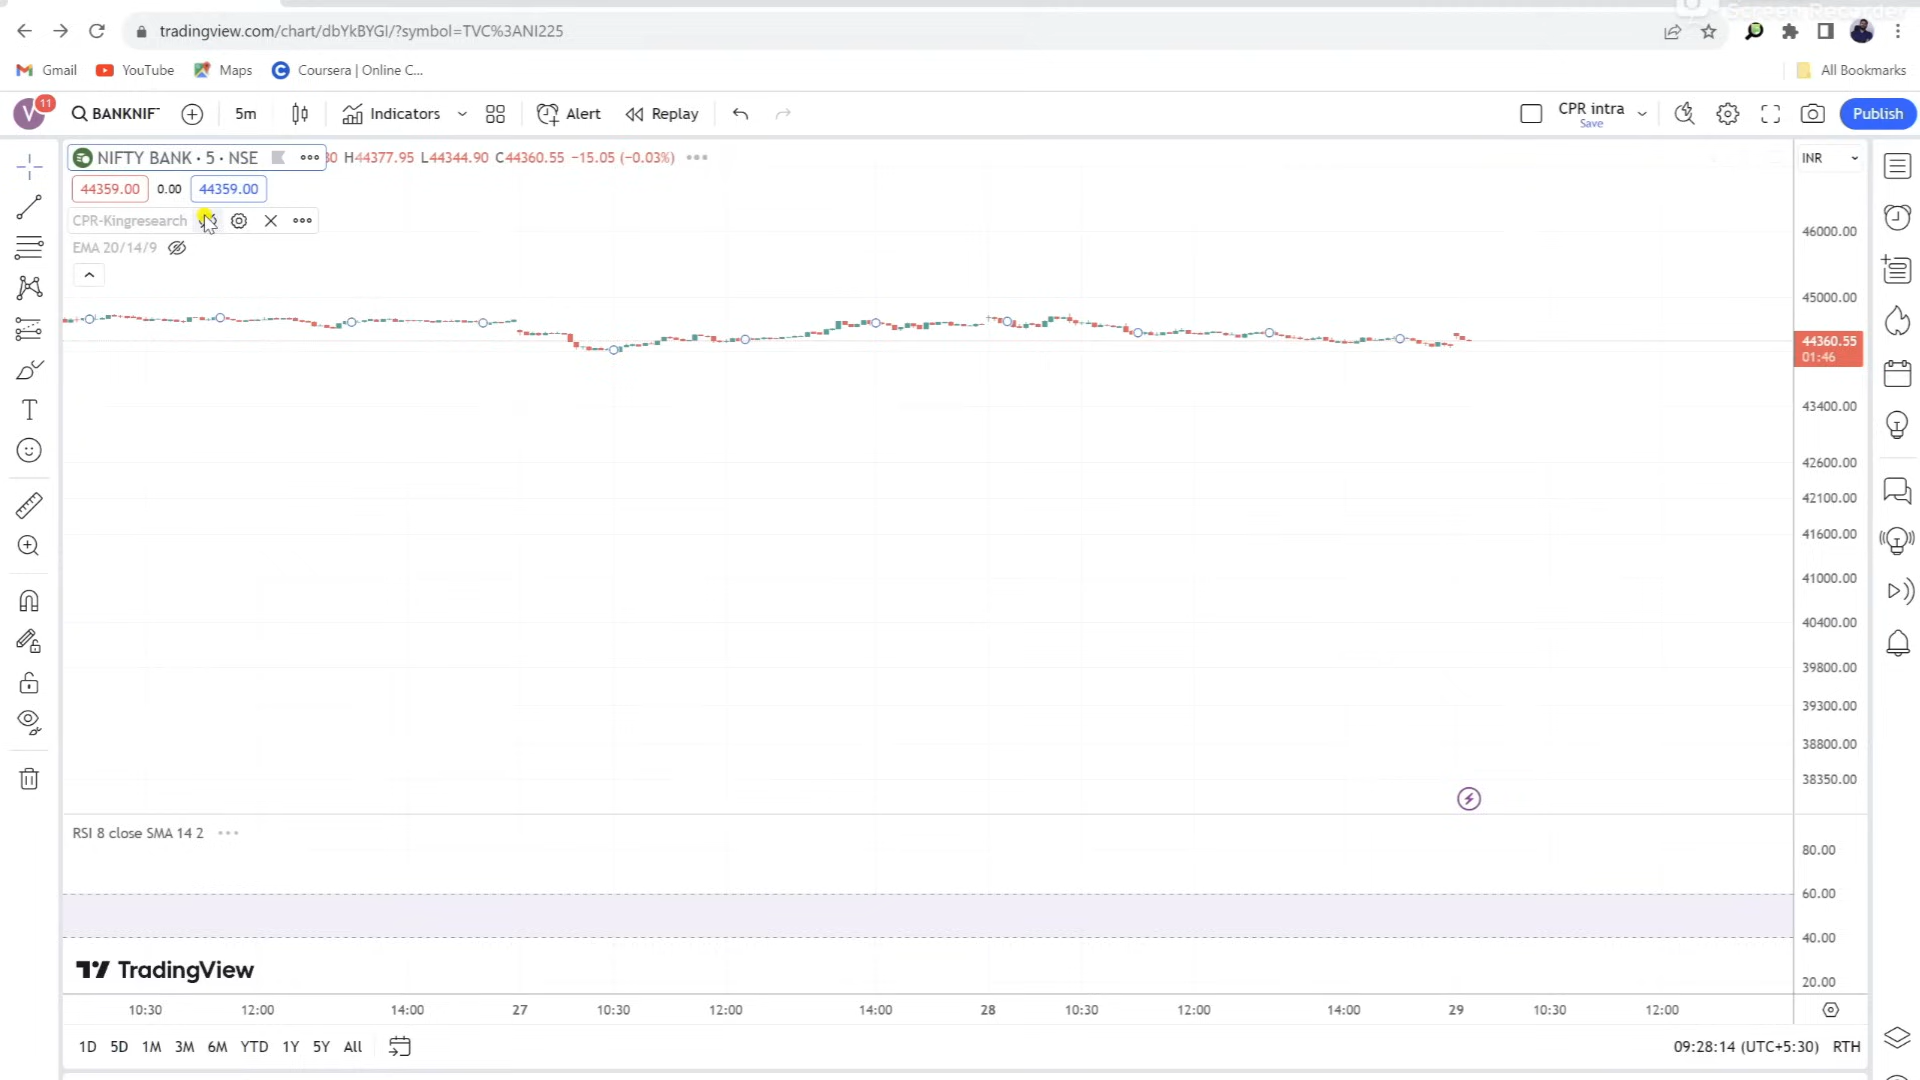 Screen Recorder
tradingview.com/chart/dbYkBYGI/?symbol=TVC%3ANI225
Gmail YouTube Maps Coursera | Online C... All Bookmarks
V 11 BANKNIF 5m Indicators Alert Replay CPR intra Save Publish
NIFTY BANK · 5 · NSE 30 H44377.95 L44344.90 C44360.55 −15.05 (−0.03%) INR
44359.00 0.00 44359.00
CPR-Kingresearch
EMA 20/14/9
46000.00
45000.00
44360.55
01:46
43400.00
42600.00
42100.00
41600.00
41000.00
40400.00
39800.00
39300.00
38800.00
38350.00
RSI 8 close SMA 14 2
80.00
60.00
40.00
20.00
TradingView
10:30 12:00 14:00 27 10:30 12:00 14:00 28 10:30 12:00 14:00 29 10:30 12:00
1D 5D 1M 3M 6M YTD 1Y 5Y All 09:28:14 (UTC+5:30) RTH